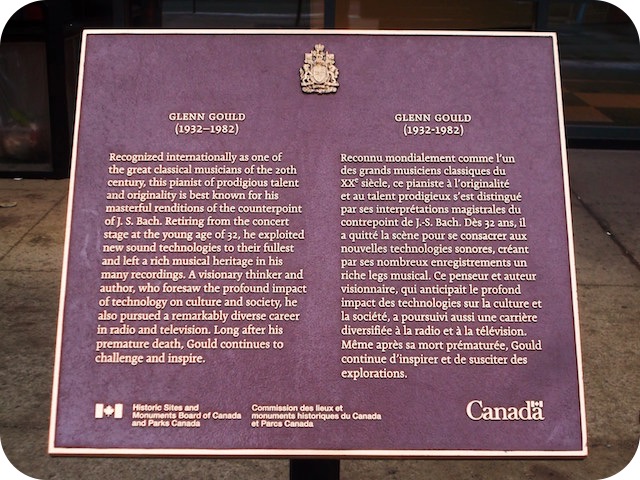 GLENN GOULD
(1932–1982)
Recognized internationally as one of
the great classical musicians of the 20th
century, this pianist of prodigious talent
and originality is best known for his
masterful renditions of the counterpoint
of J. S. Bach. Retiring from the concert
stage at the young age of 32, he exploited
new sound technologies to their fullest
and left a rich musical heritage in his
many recordings. A visionary thinker and
author, who foresaw the profound impact
of technology on culture and society, he
also pursued a remarkably diverse career
in radio and television. Long after his
premature death, Gould continues to
challenge and inspire.
GLENN GOULD
(1932-1982)
Reconnu mondialement comme l'un
des grands musiciens classiques du
XXe siècle, ce pianiste à l'originalité
et au talent prodigieux s'est distingué
par ses interprétations magistrales du
contrepoint de J.-S. Bach. Dès 32 ans, il
a quitté la scène pour se consacrer aux
nouvelles technologies sonores, créant
par ses nombreux enregistrements un
riche legs musical. Ce penseur et auteur
visionnaire, qui anticipait le profond
impact des technologies sur la culture et
la société, a poursuivi aussi une carrière
diversifiée à la radio et à la télévision.
Même après sa mort prématurée, Gould
continue d'inspirer et de susciter des
explorations.
Historic Sites and
Monuments Board of Canada
and Parks Canada
Commission des lieux et
monuments historiques du Canada
et Parcs Canada
Canada